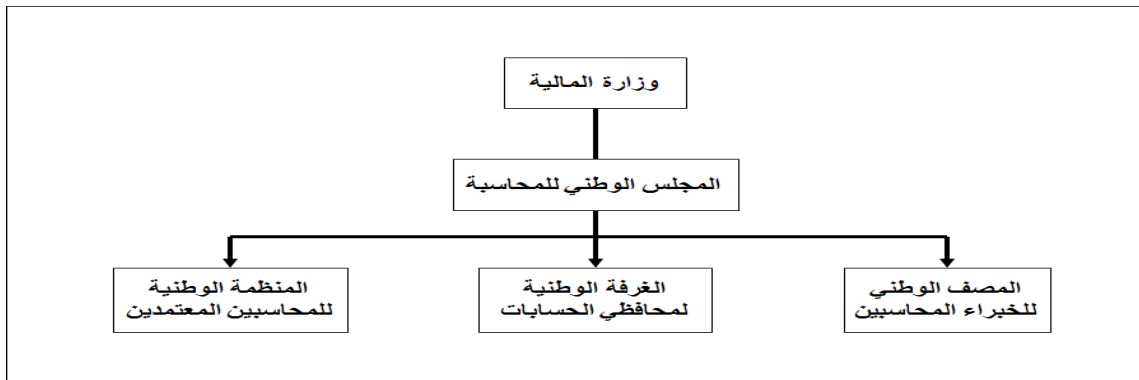 وزارة المالية
المجلس الوطني للمحاسبة
المصف الوطني
للخبراء المحاسبين
الغرفة الوطنية
لمحافظي الحسابات
المنظمة الوطنية
للمحاسبين المعتمدين